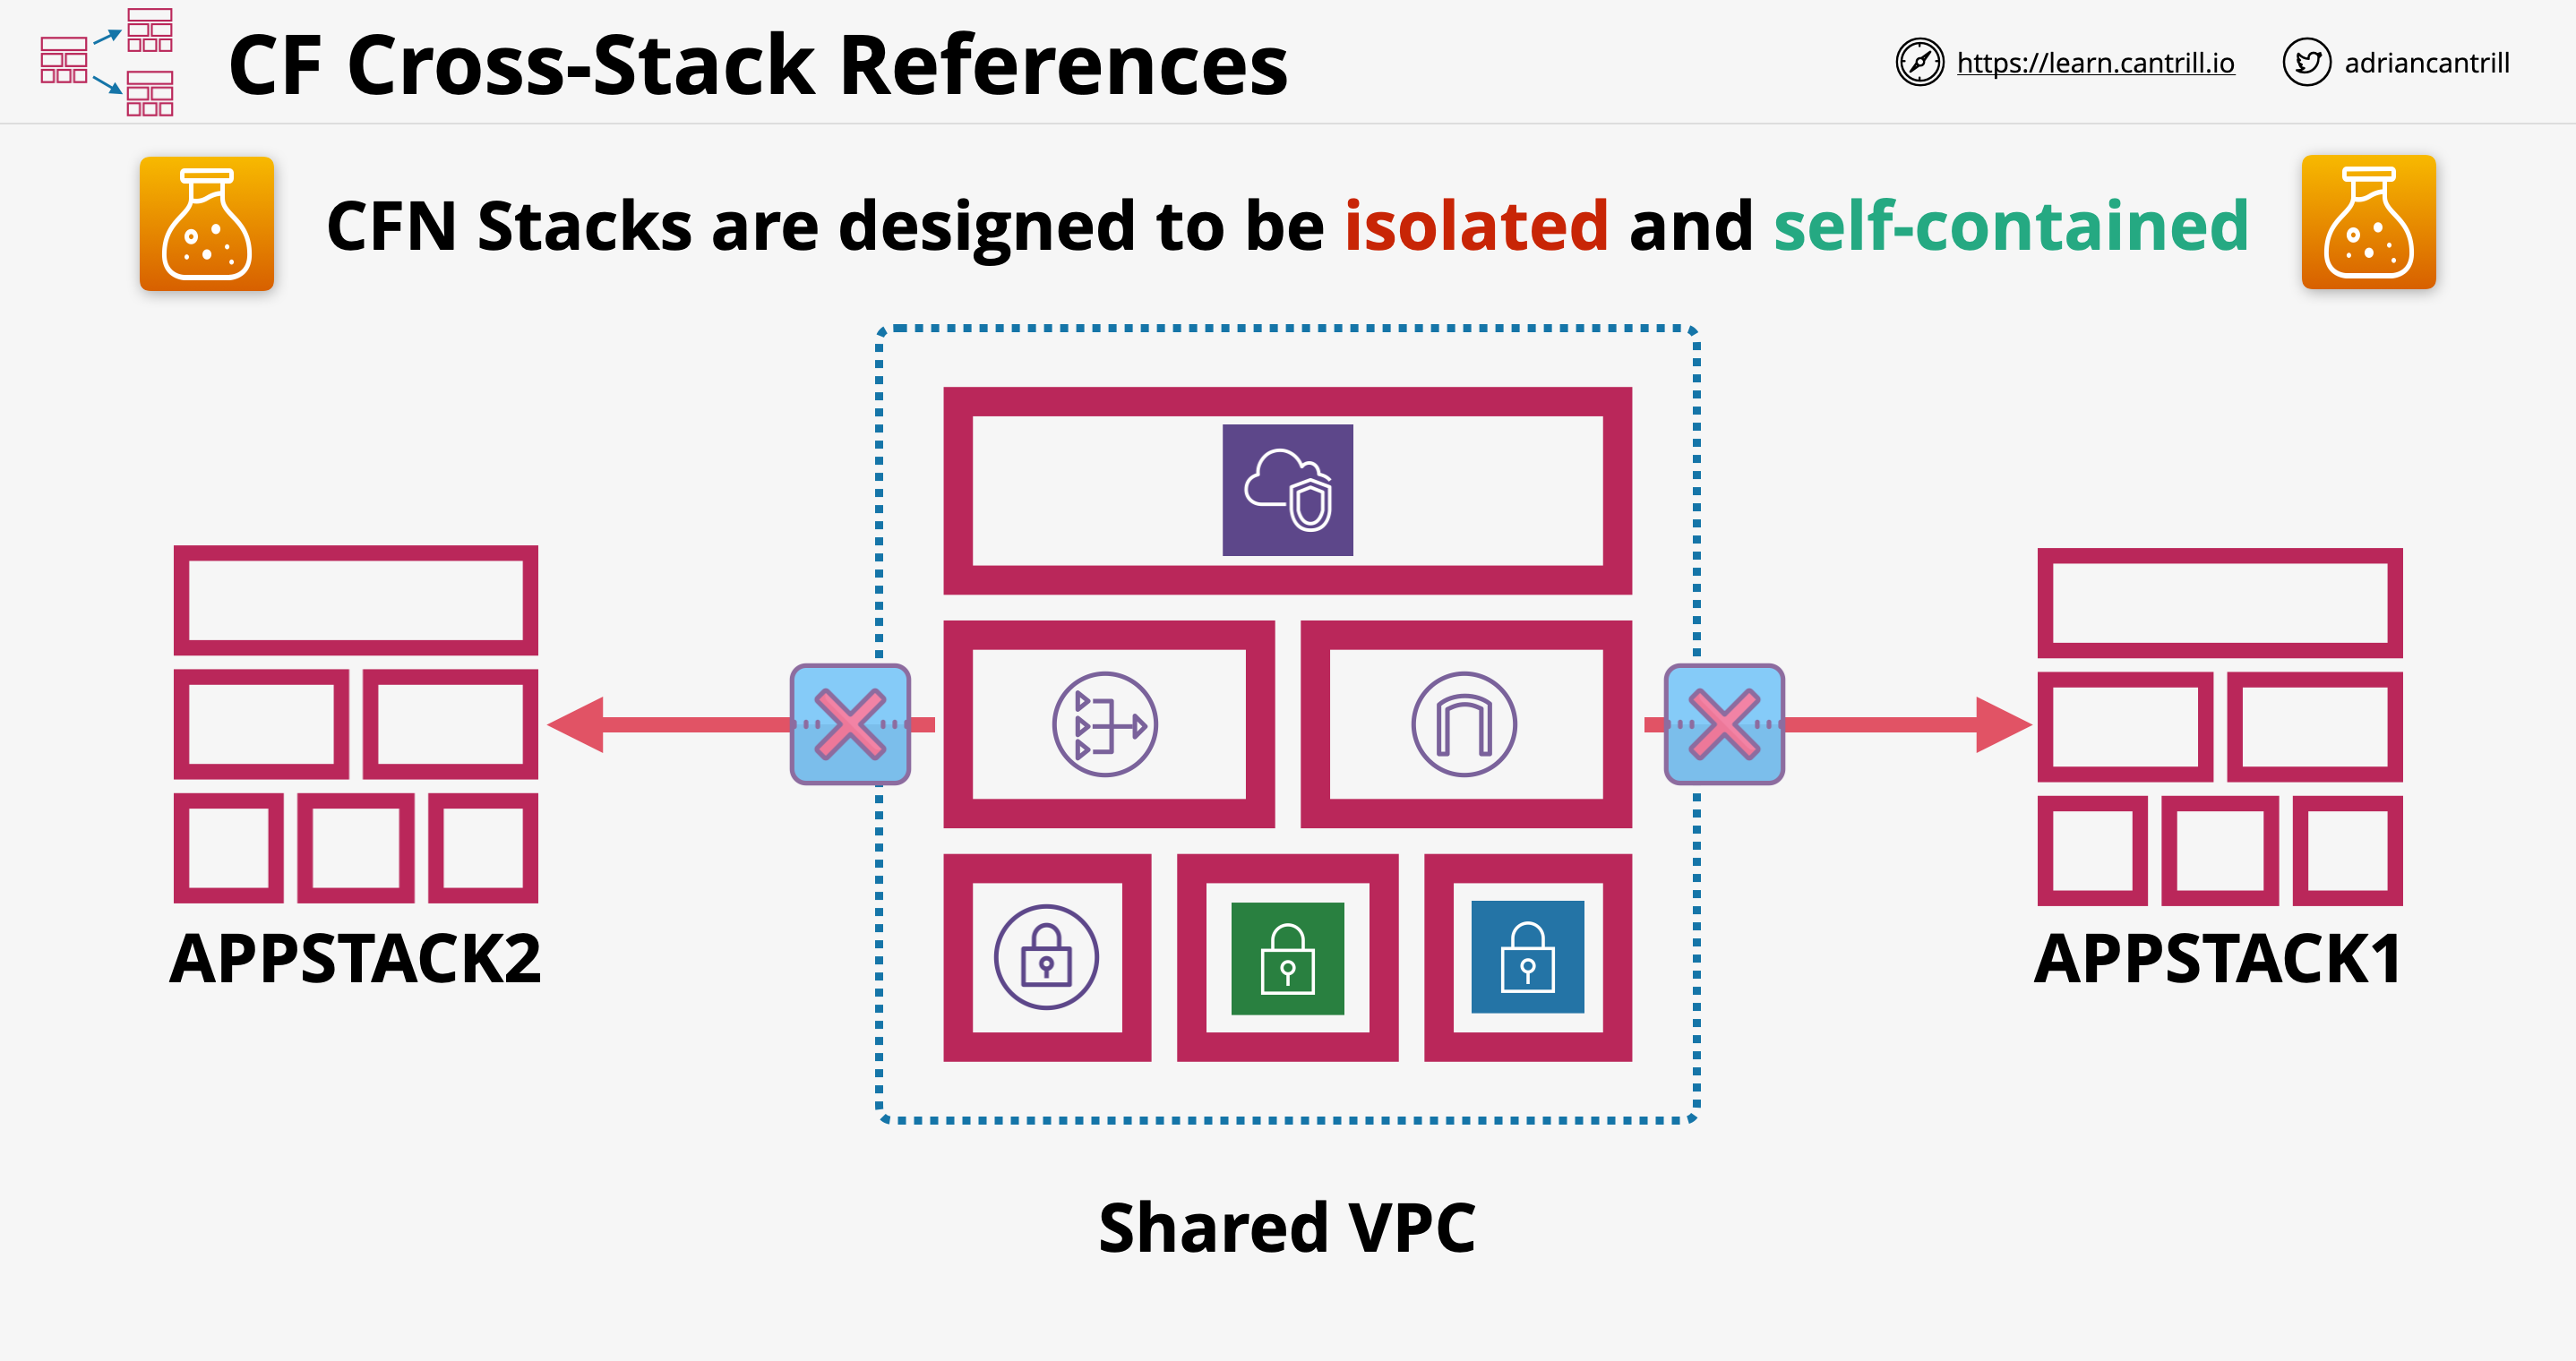 CF Cross-Stack References
https://learn.cantrill.io
adriancantrill
CFN Stacks are designed to be isolated and self-contained
APPSTACK2
APPSTACK1
Shared VPC